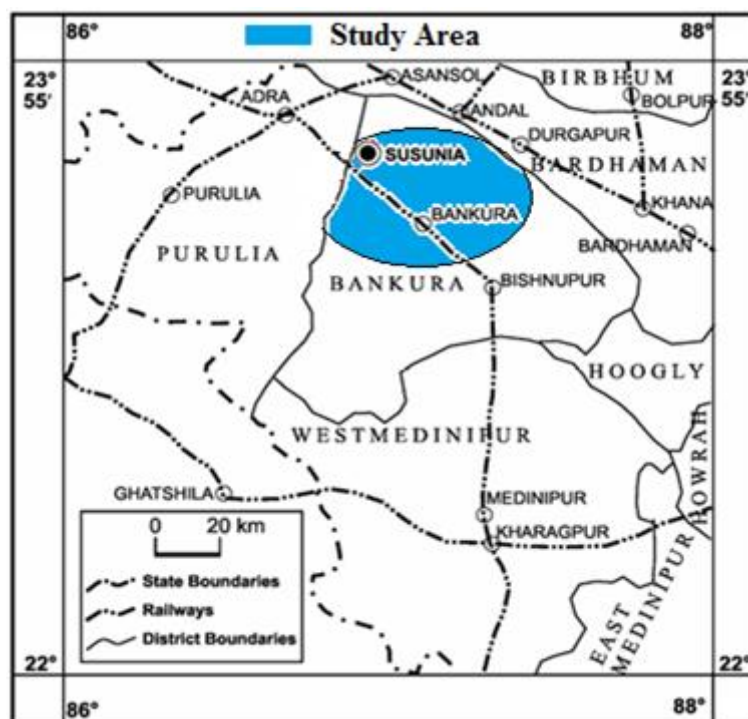 86°
88°
Study Area
23°
55'
23°
55'
ASANSOL
BIRBHUM
BOLPUR
ADRA
ANDAL
DURGAPUR
SUSUNIA
BARDHAMAN
PURULIA
KHANA
BANKURA
BARDHAMAN
PURULIA
BANKURA
BISHNUPUR
HOOGLY
WESTMEDINIPUR
HOWRAH
GHATSHILA
MEDINIPUR
KHARAGPUR
0 20 km
State Boundaries
Railways
District Boundaries
EAST
MEDINIPUR
22°
22°
86°
88°